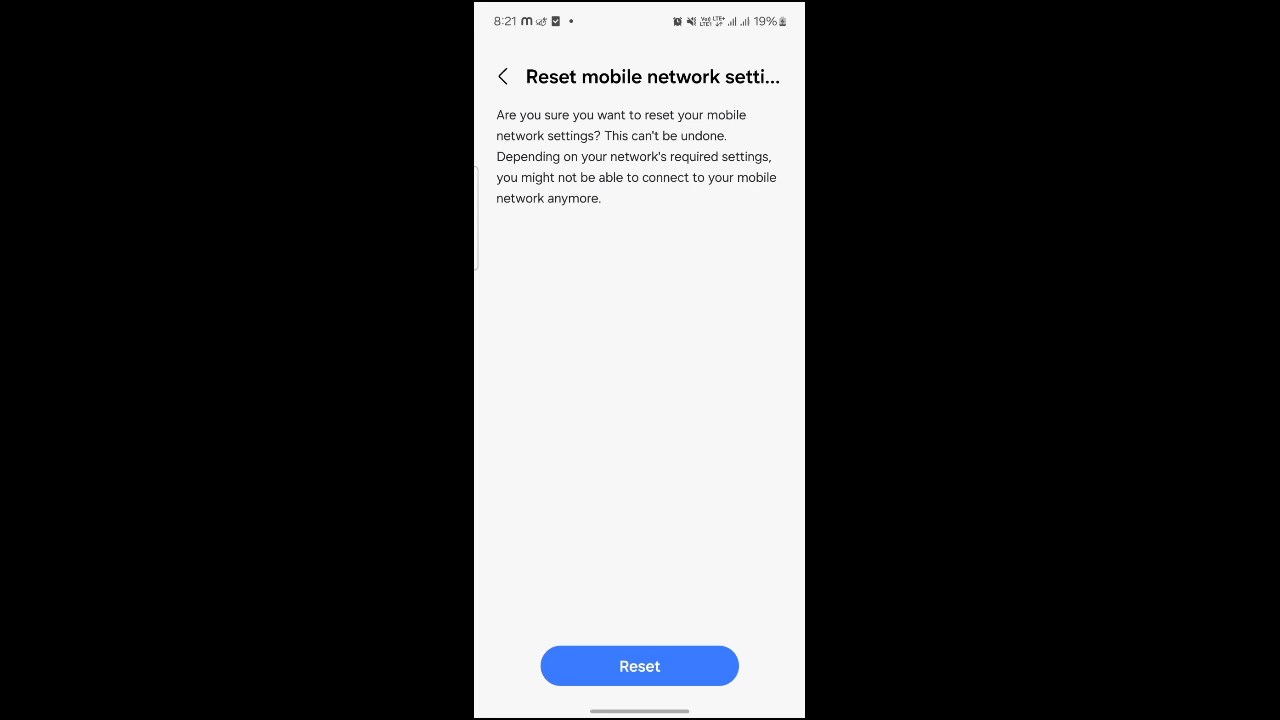 8:21 19%
Reset mobile network setti...
Are you sure you want to reset your mobile
network settings? This can't be undone.
Depending on your network's required settings,
you might not be able to connect to your mobile
network anymore.
Reset